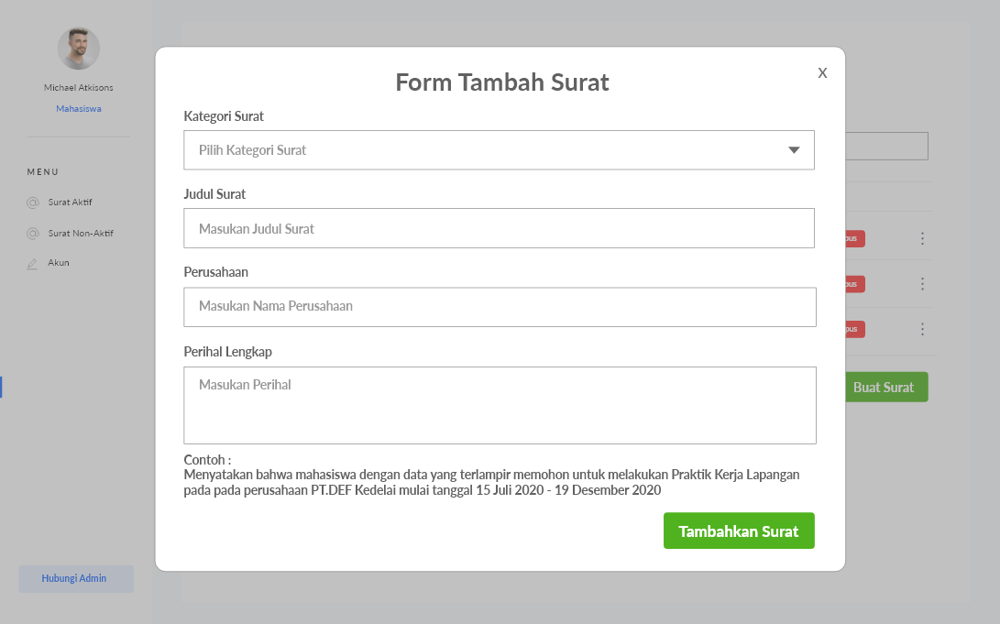 Michael Atkisons
Mahasiswa
MENU
Surat Aktif
Surat Non-Aktif
Akun
Hubungi Admin
Form Tambah Surat
X
Kategori Surat
Pilih Kategori Surat
Judul Surat
Masukan Judul Surat
Perusahaan
Masukan Nama Perusahaan
Perihal Lengkap
Masukan Perihal
Contoh :
Menyatakan bahwa mahasiswa dengan data yang terlampir memohon untuk melakukan Praktik Kerja Lapangan
pada pada perusahaan PT.DEF Kedelai mulai tanggal 15 Juli 2020 - 19 Desember 2020
Tambahkan Surat
Buat Surat